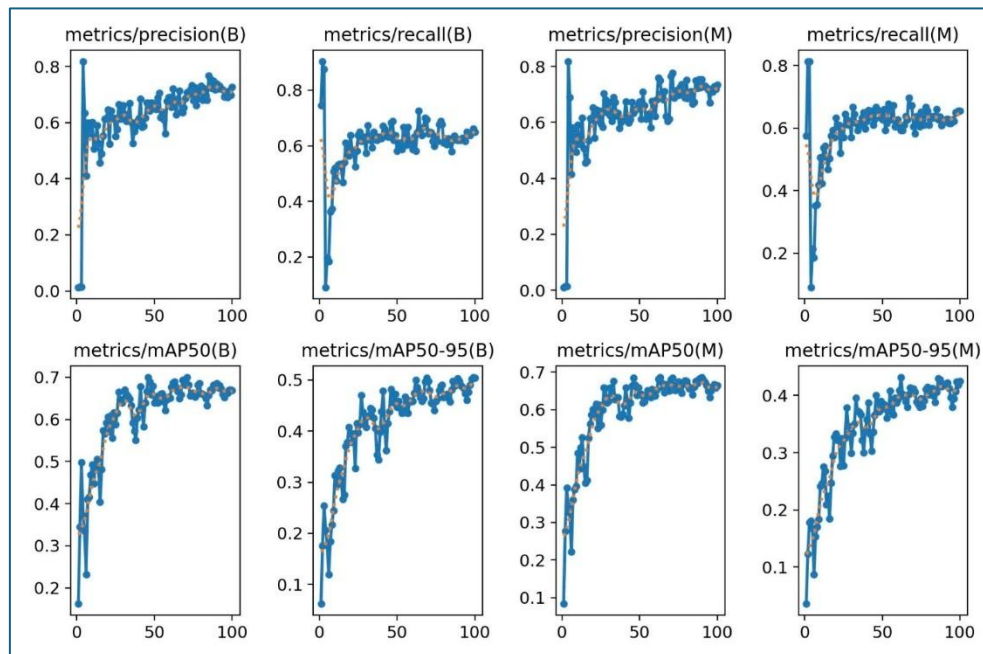 metrics/precision(B) metrics/recall(B) metrics/precision(M) metrics/recall(M)
0.8 0.8 0.8 0.8
0.6 0.6 0.6 0.6
0.4 0.4 0.4 0.4
0.2 0.2 0.2 0.2
0.0 0.0
0 50 100 0 50 100 0 50 100 0 50 100
metrics/mAP50(B) metrics/mAP50-95(B) metrics/mAP50(M) metrics/mAP50-95(M)
0.7 0.5 0.7 0.4
0.6 0.4 0.6 0.3
0.5 0.3 0.5 0.2
0.4 0.2 0.4 0.1
0.3 0.1 0.3
0.2 0.2
0.1
0 50 100 0 50 100 0 50 100 0 50 100